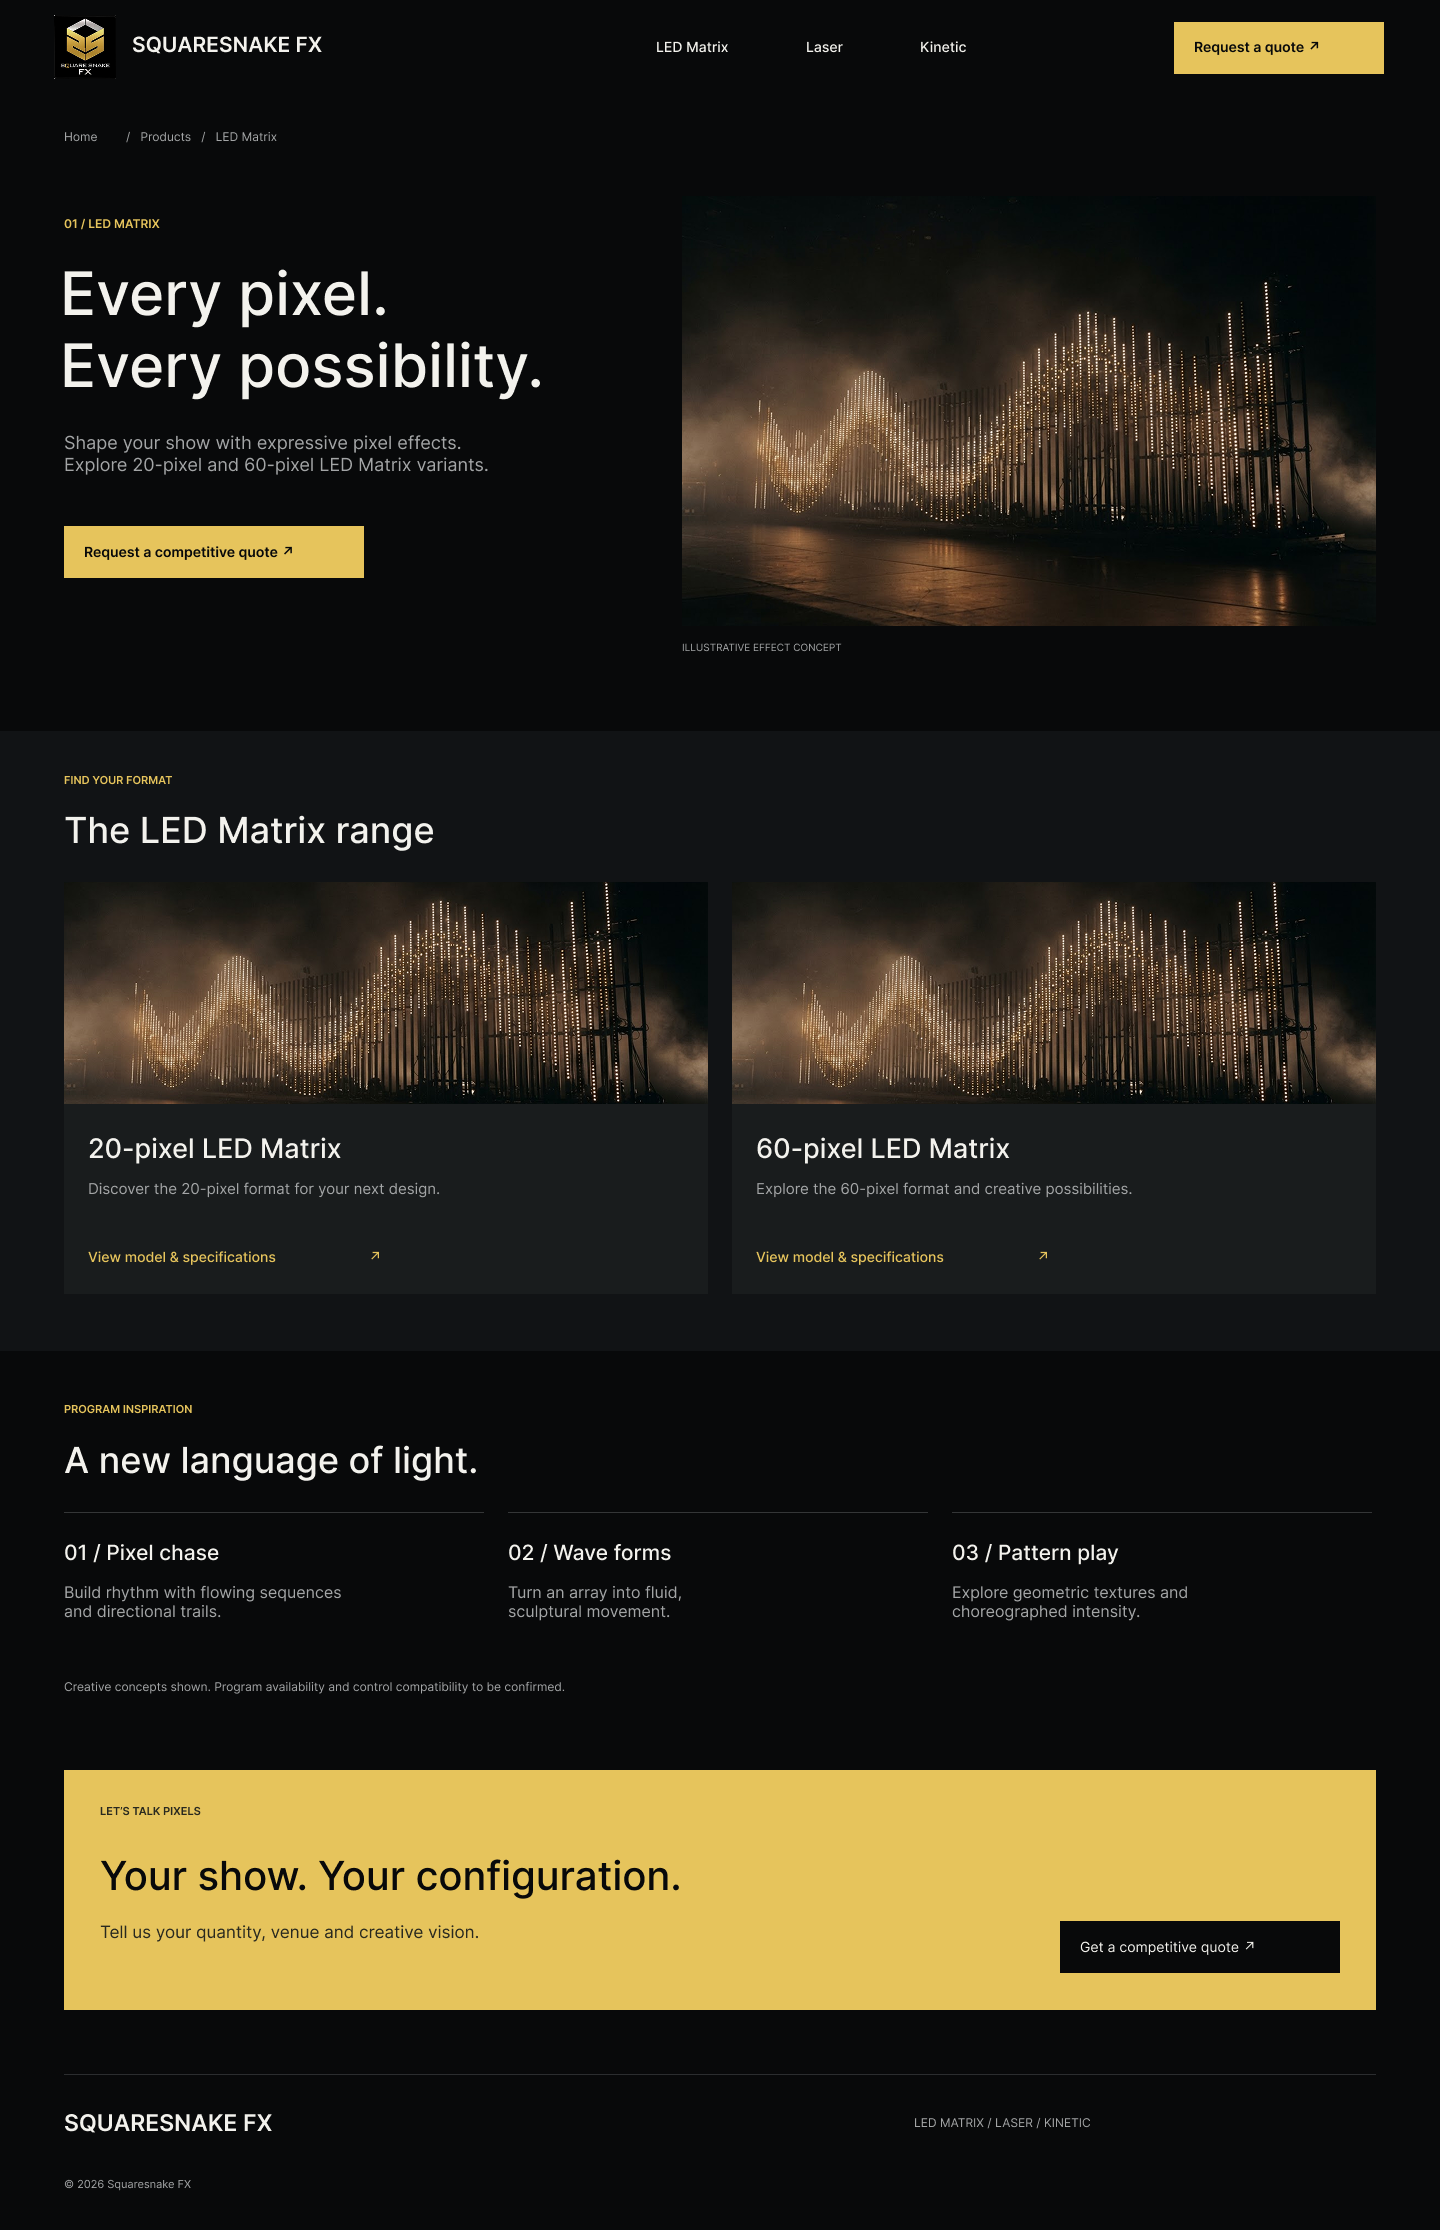 SQUARE SNAKE
FX
SQUARESNAKE FX
LED Matrix
Laser
Kinetic
Request a quote ↗
Home / Products / LED Matrix
01 / LED MATRIX
Every pixel.
Every possibility.
Shape your show with expressive pixel effects.
Explore 20-pixel and 60-pixel LED Matrix variants.
Request a competitive quote ↗
ILLUSTRATIVE EFFECT CONCEPT
FIND YOUR FORMAT
The LED Matrix range
20-pixel LED Matrix
Discover the 20-pixel format for your next design.
View model & specifications ↗
60-pixel LED Matrix
Explore the 60-pixel format and creative possibilities.
View model & specifications ↗
PROGRAM INSPIRATION
A new language of light.
01 / Pixel chase
Build rhythm with flowing sequences
and directional trails.
02 / Wave forms
Turn an array into fluid,
sculptural movement.
03 / Pattern play
Explore geometric textures and
choreographed intensity.
Creative concepts shown. Program availability and control compatibility to be confirmed.
LET'S TALK PIXELS
Your show. Your configuration.
Tell us your quantity, venue and creative vision.
Get a competitive quote ↗
SQUARESNAKE FX
LED MATRIX / LASER / KINETIC
© 2026 Squaresnake FX